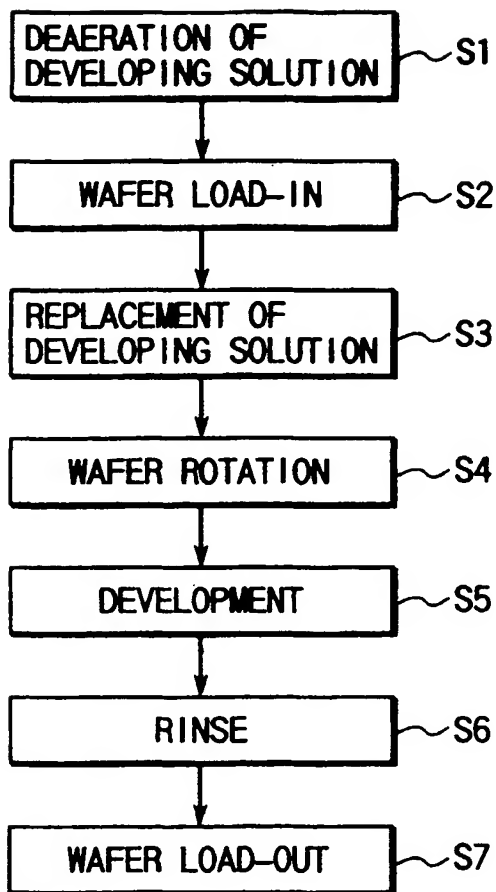 DEAERATION OF
DEVELOPING SOLUTION
S1
WAFER LOAD-IN
S2
REPLACEMENT OF
DEVELOPING SOLUTION
S3
WAFER ROTATION
S4
DEVELOPMENT
S5
RINSE
S6
WAFER LOAD-OUT
S7